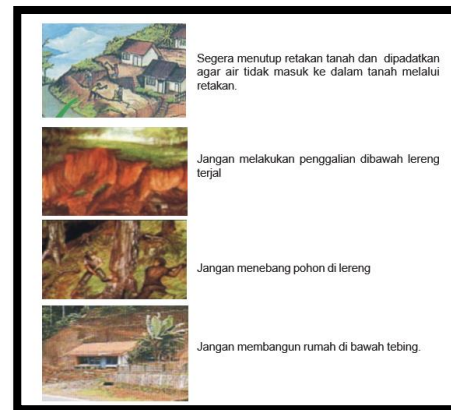 Segera menutup retakan tanah dan dipadatkan
agar air tidak masuk ke dalam tanah melalui
retakan.
Jangan melakukan penggalian dibawah lereng
terjal
Jangan menebang pohon di lereng
Jangan membangun rumah di bawah tebing.